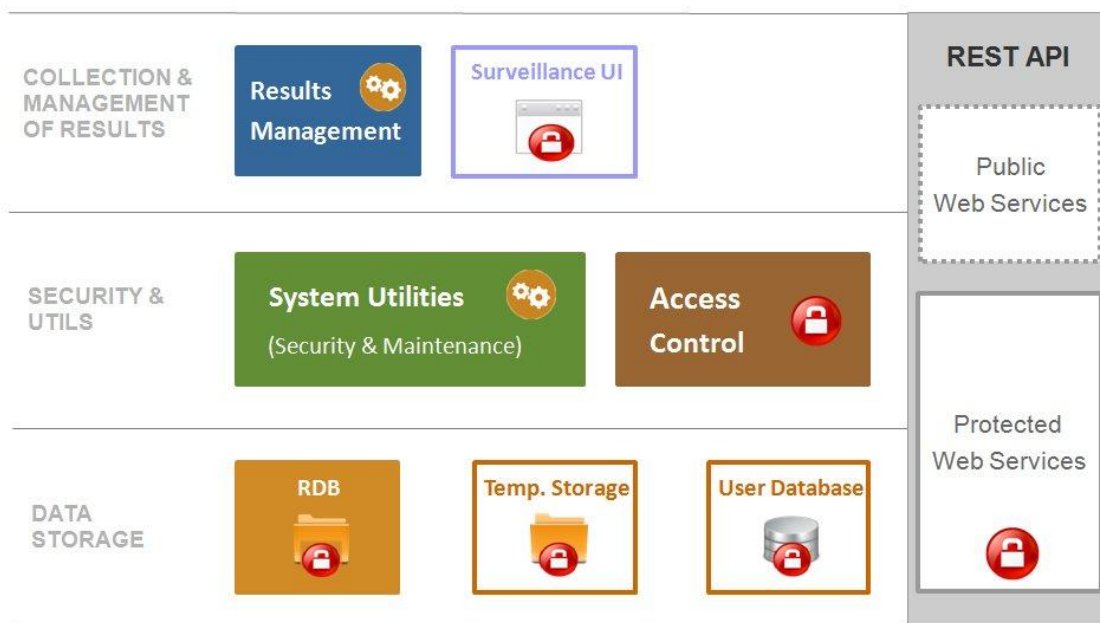 COLLECTION &
MANAGEMENT
OF RESULTS
Results
Management
Surveillance UI
REST API
Public
Web Services
SECURITY &
UTILS
System Utilities
(Security & Maintenance)
Access
Control
Protected
Web Services
DATA
STORAGE
RDB
Temp. Storage
User Database